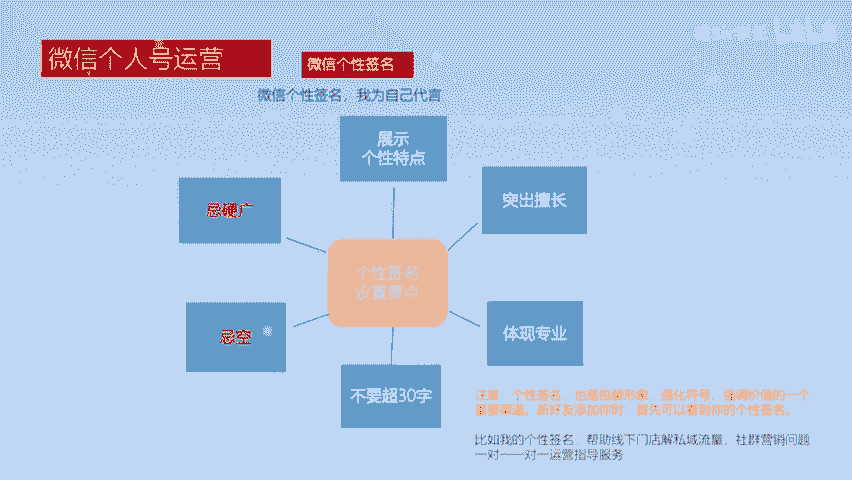 微信个人号运营
微信个性签名
微信个性签名，我为自己代言
展示
个性特点
忌硬广
突出擅长
个性签名
设置要点
忌空
体现专业
不要超30字
注意：个性签名，也是包装形象、强化符号、强调价值的一个
重要渠道。新好友添加你时，首先可以看到你的个性签名。
比如我的个性签名，帮助线下门店解私域流量，社群营销问题
一对一一对一运营指导服务